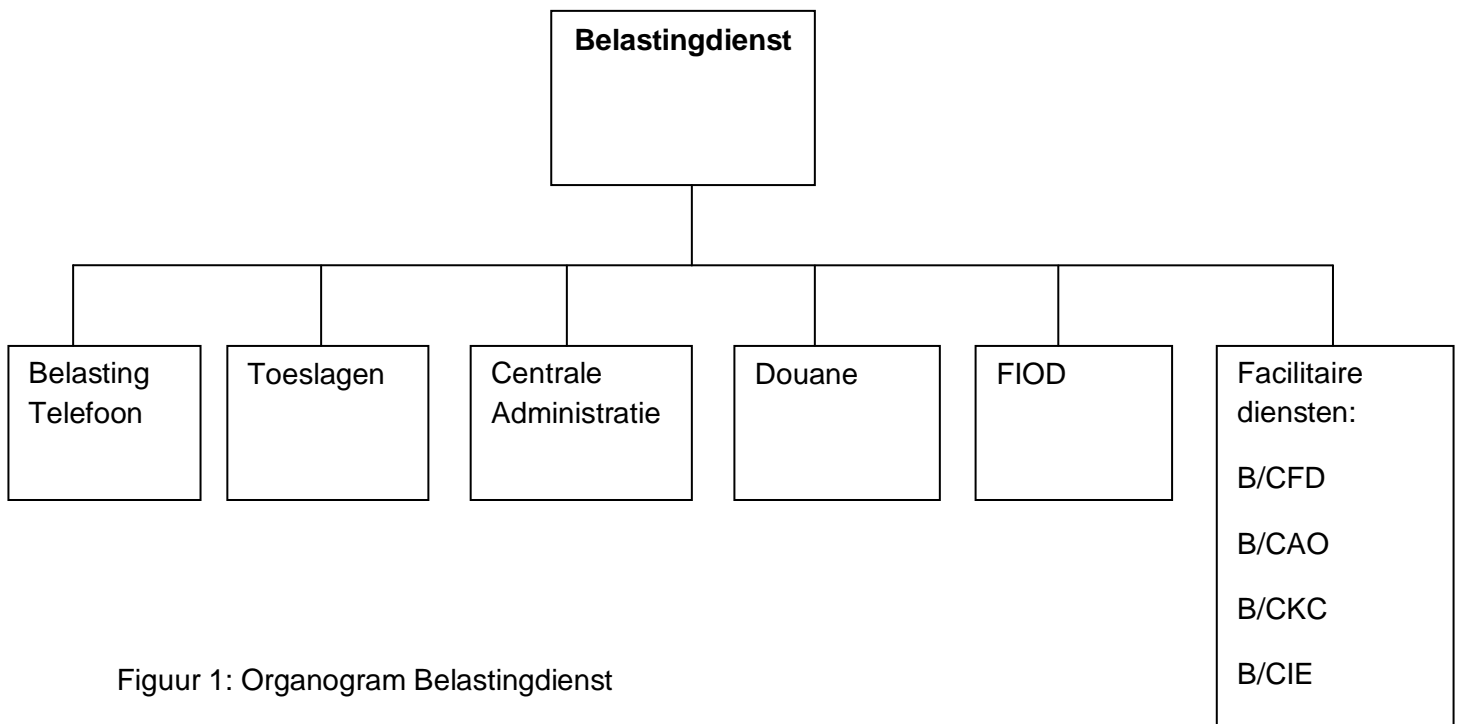 Belastingdienst
Belasting
Telefoon
Toeslagen
Centrale
Administratie
Douane
FIOD
Facilitaire
diensten:
B/CFD
B/CAO
B/CKC
B/CIE
Figuur 1: Organogram Belastingdienst